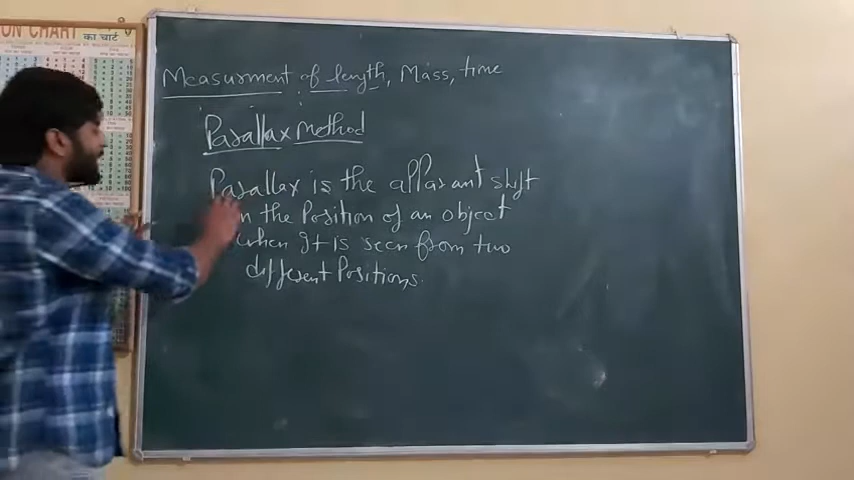 ION CHART का चार्ट
Measurment of length, Mass, time
Parallax method
Parallax is the apparant shift
in the Position of an object
when It is seen from two
different Positions.